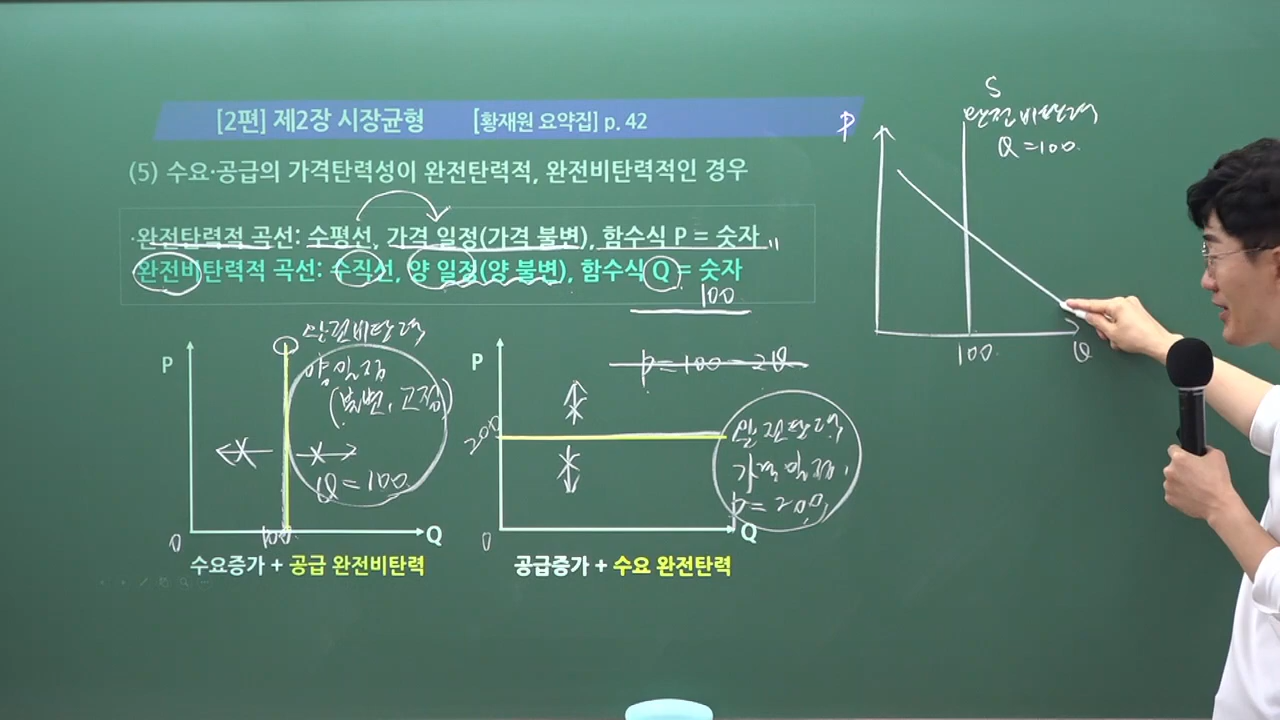 [2편] 제2장 시장균형 [황재원 요약집] p. 42
(5) 수요·공급의 가격탄력성이 완전탄력적, 완전비탄력적인 경우
·완전탄력적 곡선: 수평선, 가격 일정(가격 불변), 함수식 P = 숫자
완전비탄력적 곡선: 수직선, 양 일정(양 불변), 함수식 Q = 숫자
100
P
완전비탄력
양 일정
(불변, 고정)
Q=100.
0
100.
Q
수요증가 + 공급 완전비탄력
P
P=100-2Q
200
완전탄력
가격일정.
P=200,
0
Q
공급증가 + 수요 완전탄력
S
완전비탄력
Q=100.
P
100.
Q